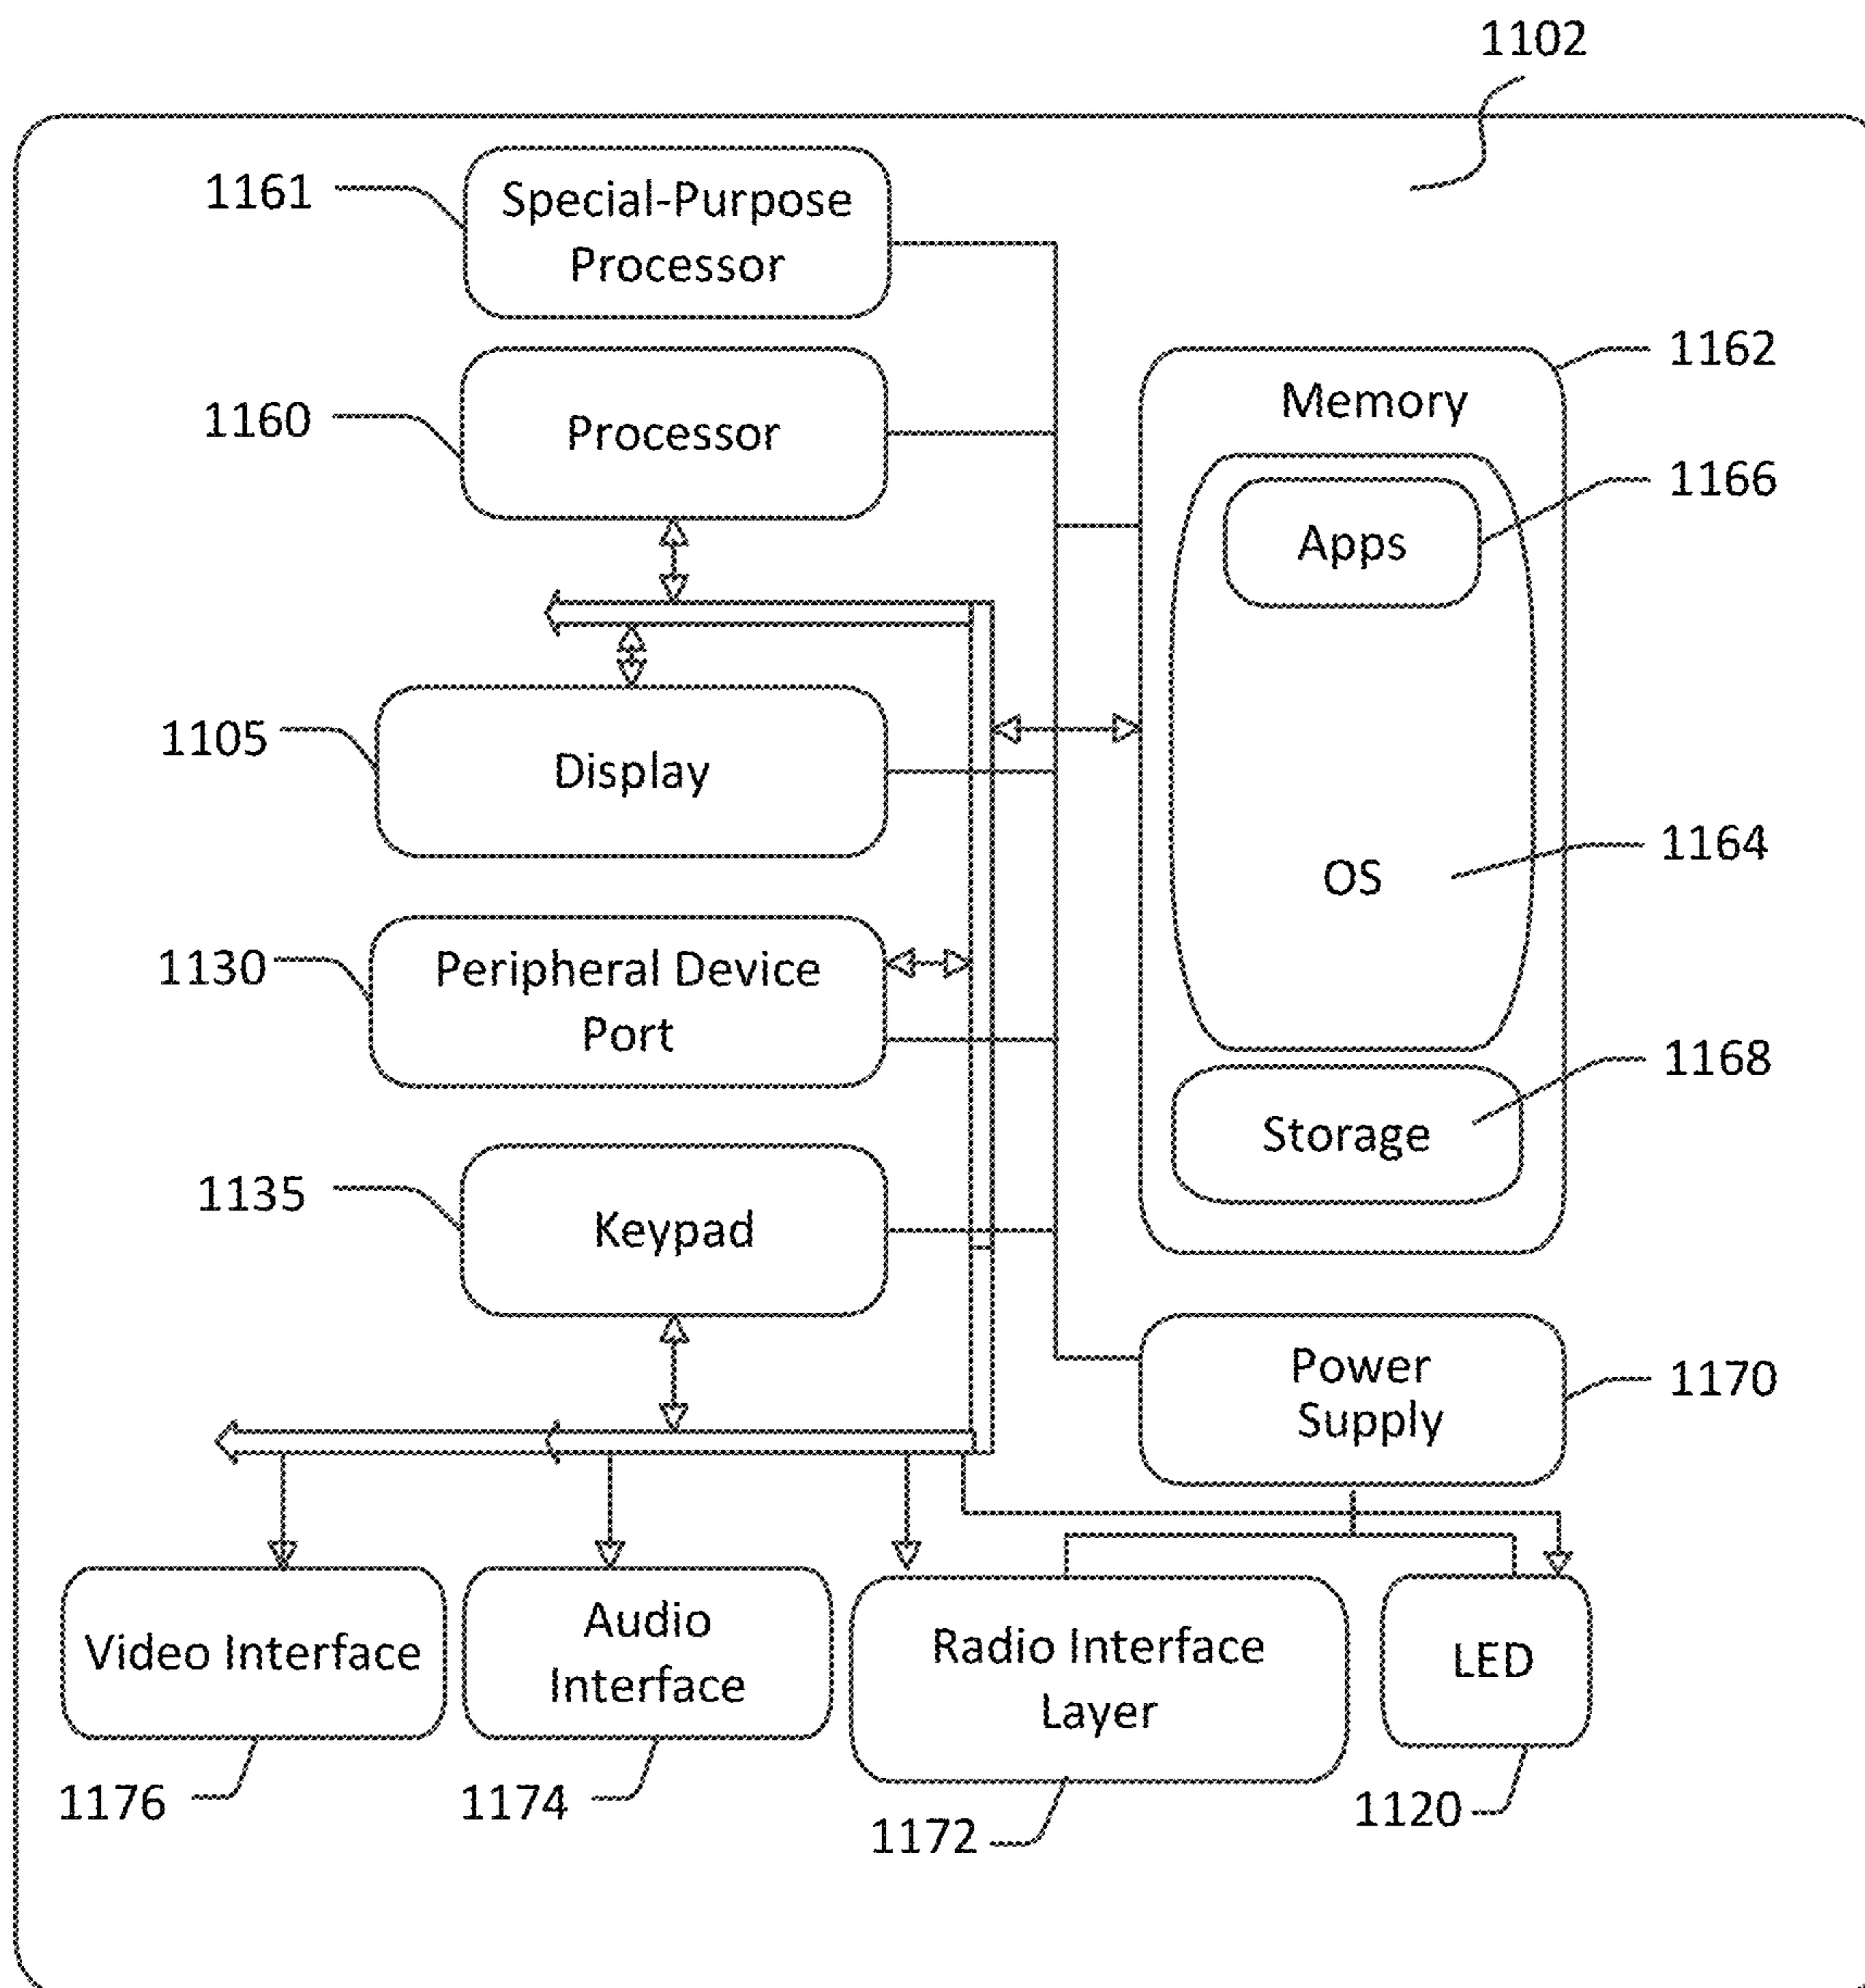 1102
1161
Special-Purpose
Processor
1162
Memory
1160
Processor
1166
Apps
1105
Display
1164
OS
1130
Peripheral Device
Port
1168
Storage
1135
Keypad
Power
Supply
1170
Video Interface
Audio
Interface
Radio Interface
Layer
LED
1176
1174
1172
1120